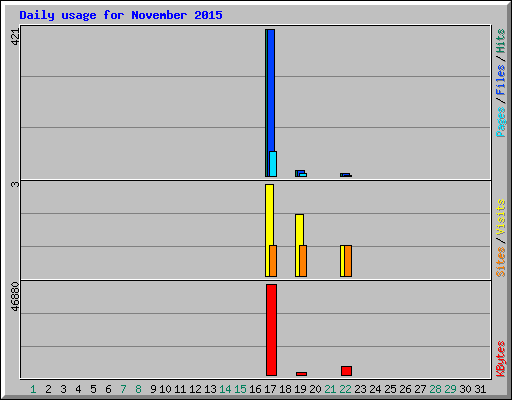 Daily usage for November 2015
421
3
46880
Pages / Files / Hits
Sites / Visits
KBytes
1 2 3 4 5 6 7 8 9 10 11 12 13 14 15 16 17 18 19 20 21 22 23 24 25 26 27 28 29 30 31